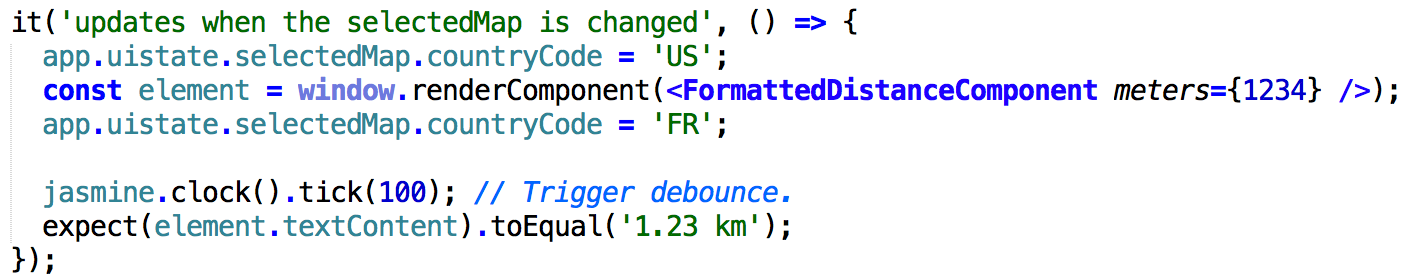 it('updates when the selectedMap is changed', () => {
  app.uistate.selectedMap.countryCode = 'US';
  const element = window.renderComponent(<FormattedDistanceComponent meters={1234} />);
  app.uistate.selectedMap.countryCode = 'FR';

  jasmine.clock().tick(100); // Trigger debounce.
  expect(element.textContent).toEqual('1.23 km');
});